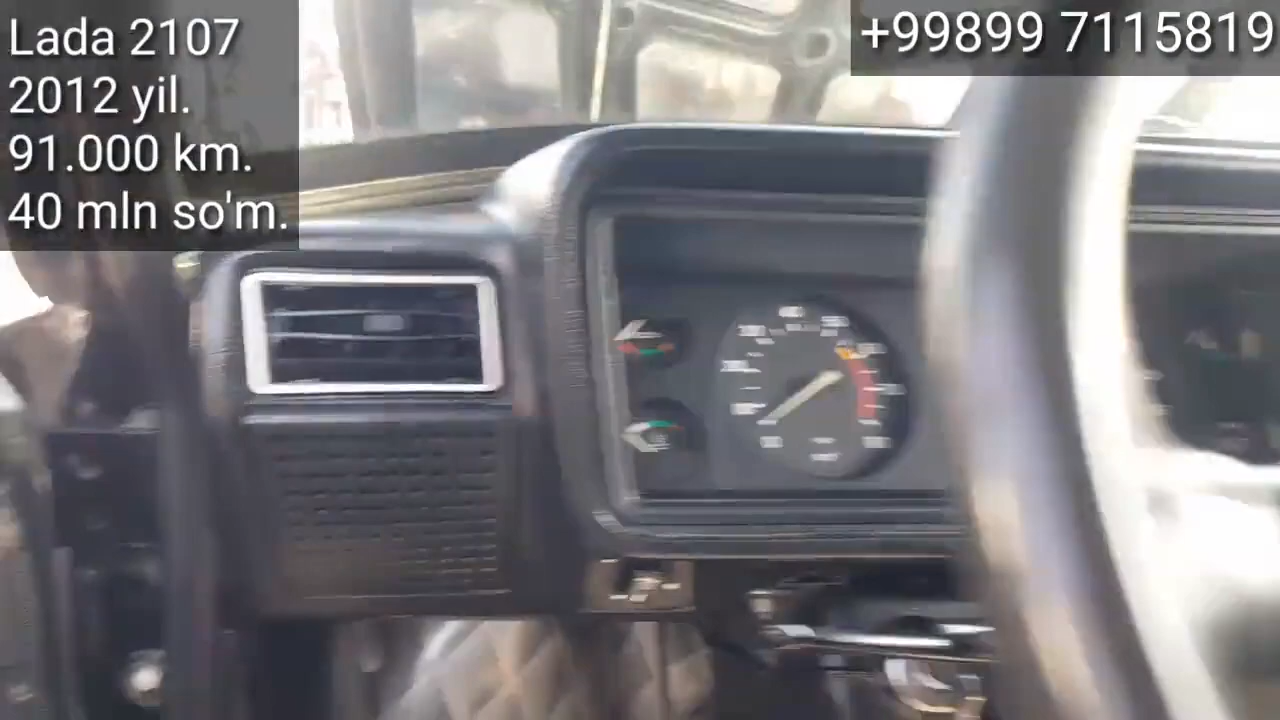 Lada 2107
2012 yil.
91.000 km.
40 mln so'm.
+99899 7115819